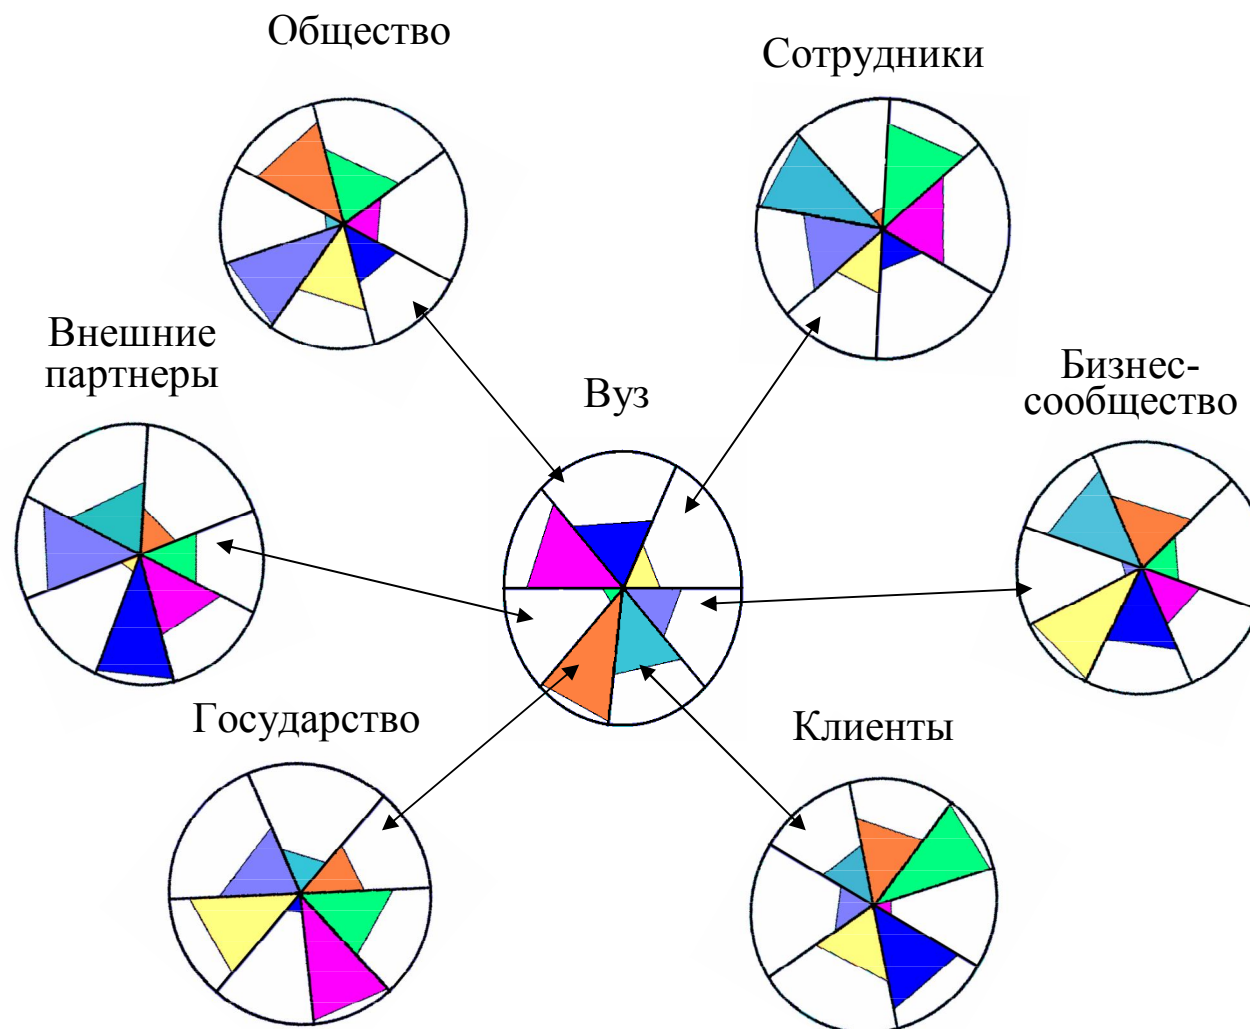 Общество
Сотрудники
Внешние
партнеры
Вуз
Бизнес-
сообщество
Государство
Клиенты